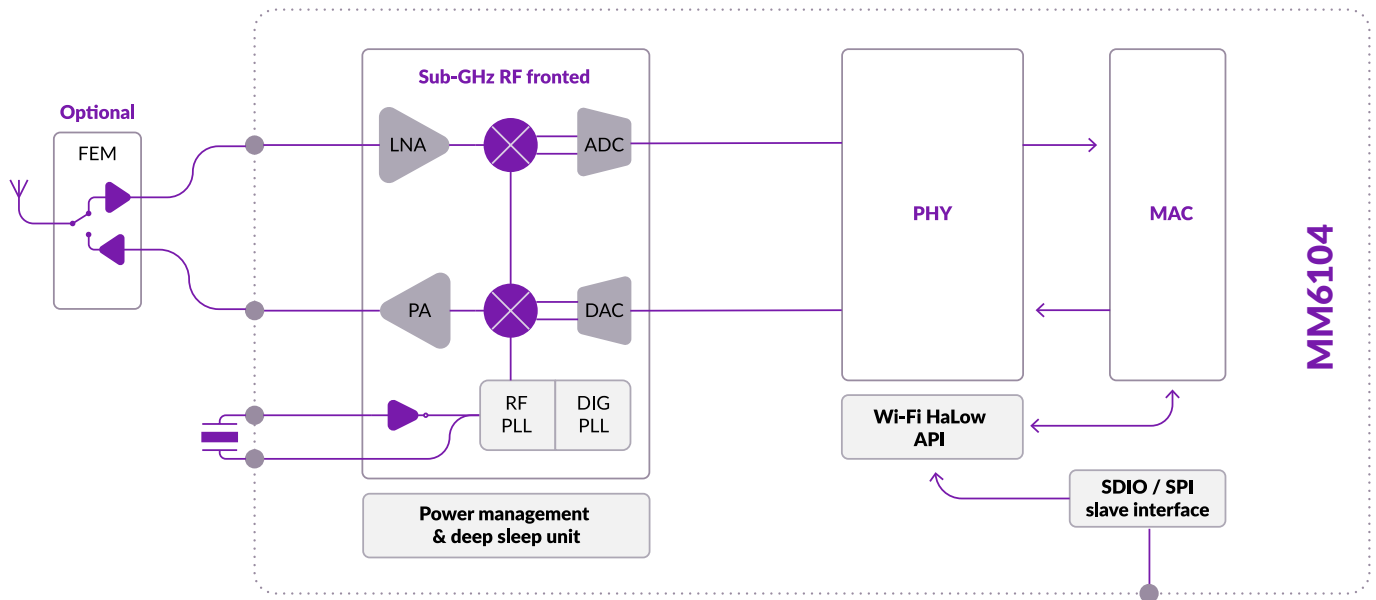 Optional
FEM
Sub-GHz RF fronted
LNA
ADC
PA
DAC
RF
PLL
DIG
PLL
Power management
& deep sleep unit
PHY
MAC
Wi-Fi HaLow
API
SDIO / SPI
slave interface
MM6104